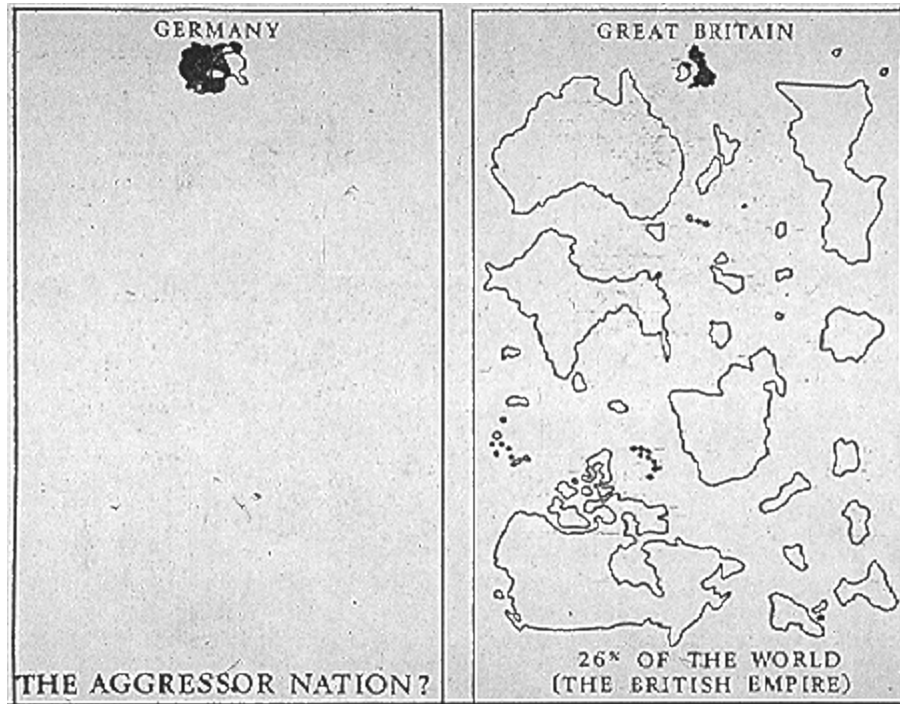 GERMANY
THE AGGRESSOR NATION?
GREAT BRITAIN
26% OF THE WORLD
(THE BRITISH EMPIRE)